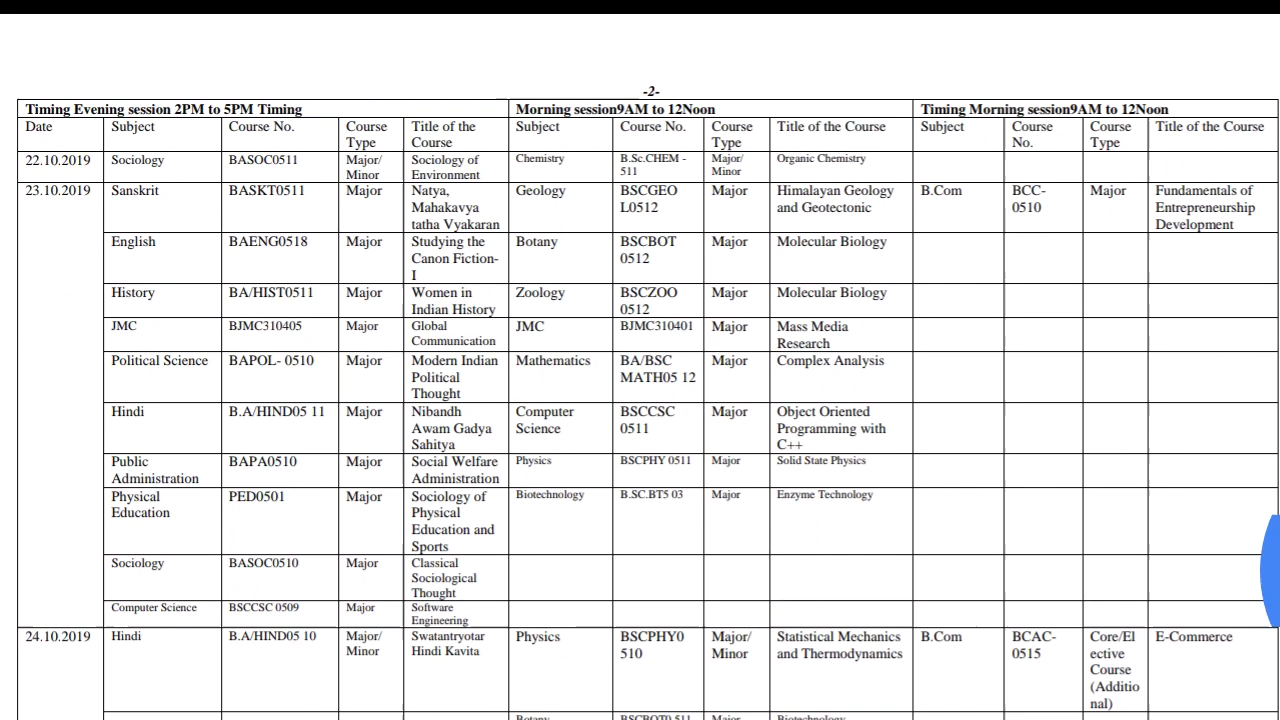 -2-
Timing Evening session 2PM to 5PM Timing Morning session9AM to 12Noon Timing Morning session9AM to 12Noon
Date Subject Course No. Course Title of the Subject Course No. Course Title of the Course Subject Course Course Title of the Course
Type Course Type No. Type
22.10.2019 Sociology BASOC0511 Major/ Sociology of Chemistry B.Sc.CHEM - Major/ Organic Chemistry
Minor Environment 511 Minor
23.10.2019 Sanskrit BASKT0511 Major Natya, Geology BSCGEO Major Himalayan Geology B.Com BCC- Major Fundamentals of
Mahakavya L0512 and Geotectonic 0510 Entrepreneurship
tatha Vyakaran Development
English BAENG0518 Major Studying the Botany BSCBOT Major Molecular Biology
Canon Fiction- 0512
I
History BA/HIST0511 Major Women in Zoology BSCZOO Major Molecular Biology
Indian History 0512
JMC BJMC310405 Major Global JMC BJMC310401 Major Mass Media
Communication Research
Political Science BAPOL- 0510 Major Modern Indian Mathematics BA/BSC Major Complex Analysis
Political MATH05 12
Thought
Hindi B.A/HIND05 11 Major Nibandh Computer BSCCSC Major Object Oriented
Awam Gadya Science 0511 Programming with
Sahitya C++
Public BAPA0510 Major Social Welfare Physics BSCPHY 0511 Major Solid State Physics
Administration Administration
Physical PED0501 Major Sociology of Biotechnology B.SC.BT5 03 Major Enzyme Technology
Education Physical
Education and
Sports
Sociology BASOC0510 Major Classical
Sociological
Thought
Computer Science BSCCSC 0509 Major Software
Engineering
24.10.2019 Hindi B.A/HIND05 10 Major/ Swatantryotar Physics BSCPHY0 Major/ Statistical Mechanics B.Com BCAC- Core/El E-Commerce
Minor Hindi Kavita 510 Minor and Thermodynamics 0515 ective
Course
(Additio
nal)
Botany BSCBOT0 511 Major Biotechnology